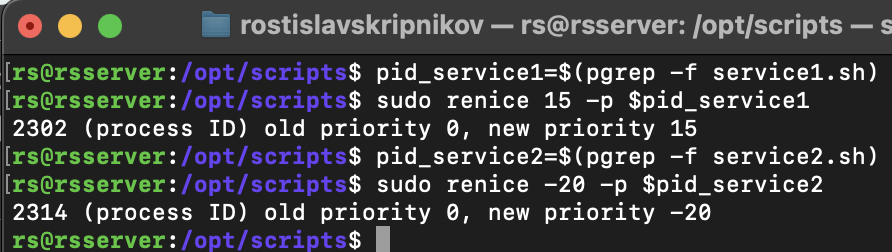 rostislavskripnikov — rs@rsserver: /opt/scripts — s
[rs@rsserver:/opt/scripts$ pid_service1=$(pgrep -f service1.sh)
[rs@rsserver:/opt/scripts$ sudo renice 15 -p $pid_service1
2302 (process ID) old priority 0, new priority 15
[rs@rsserver:/opt/scripts$ pid_service2=$(pgrep -f service2.sh)
[rs@rsserver:/opt/scripts$ sudo renice -20 -p $pid_service2
2314 (process ID) old priority 0, new priority -20
rs@rsserver:/opt/scripts$